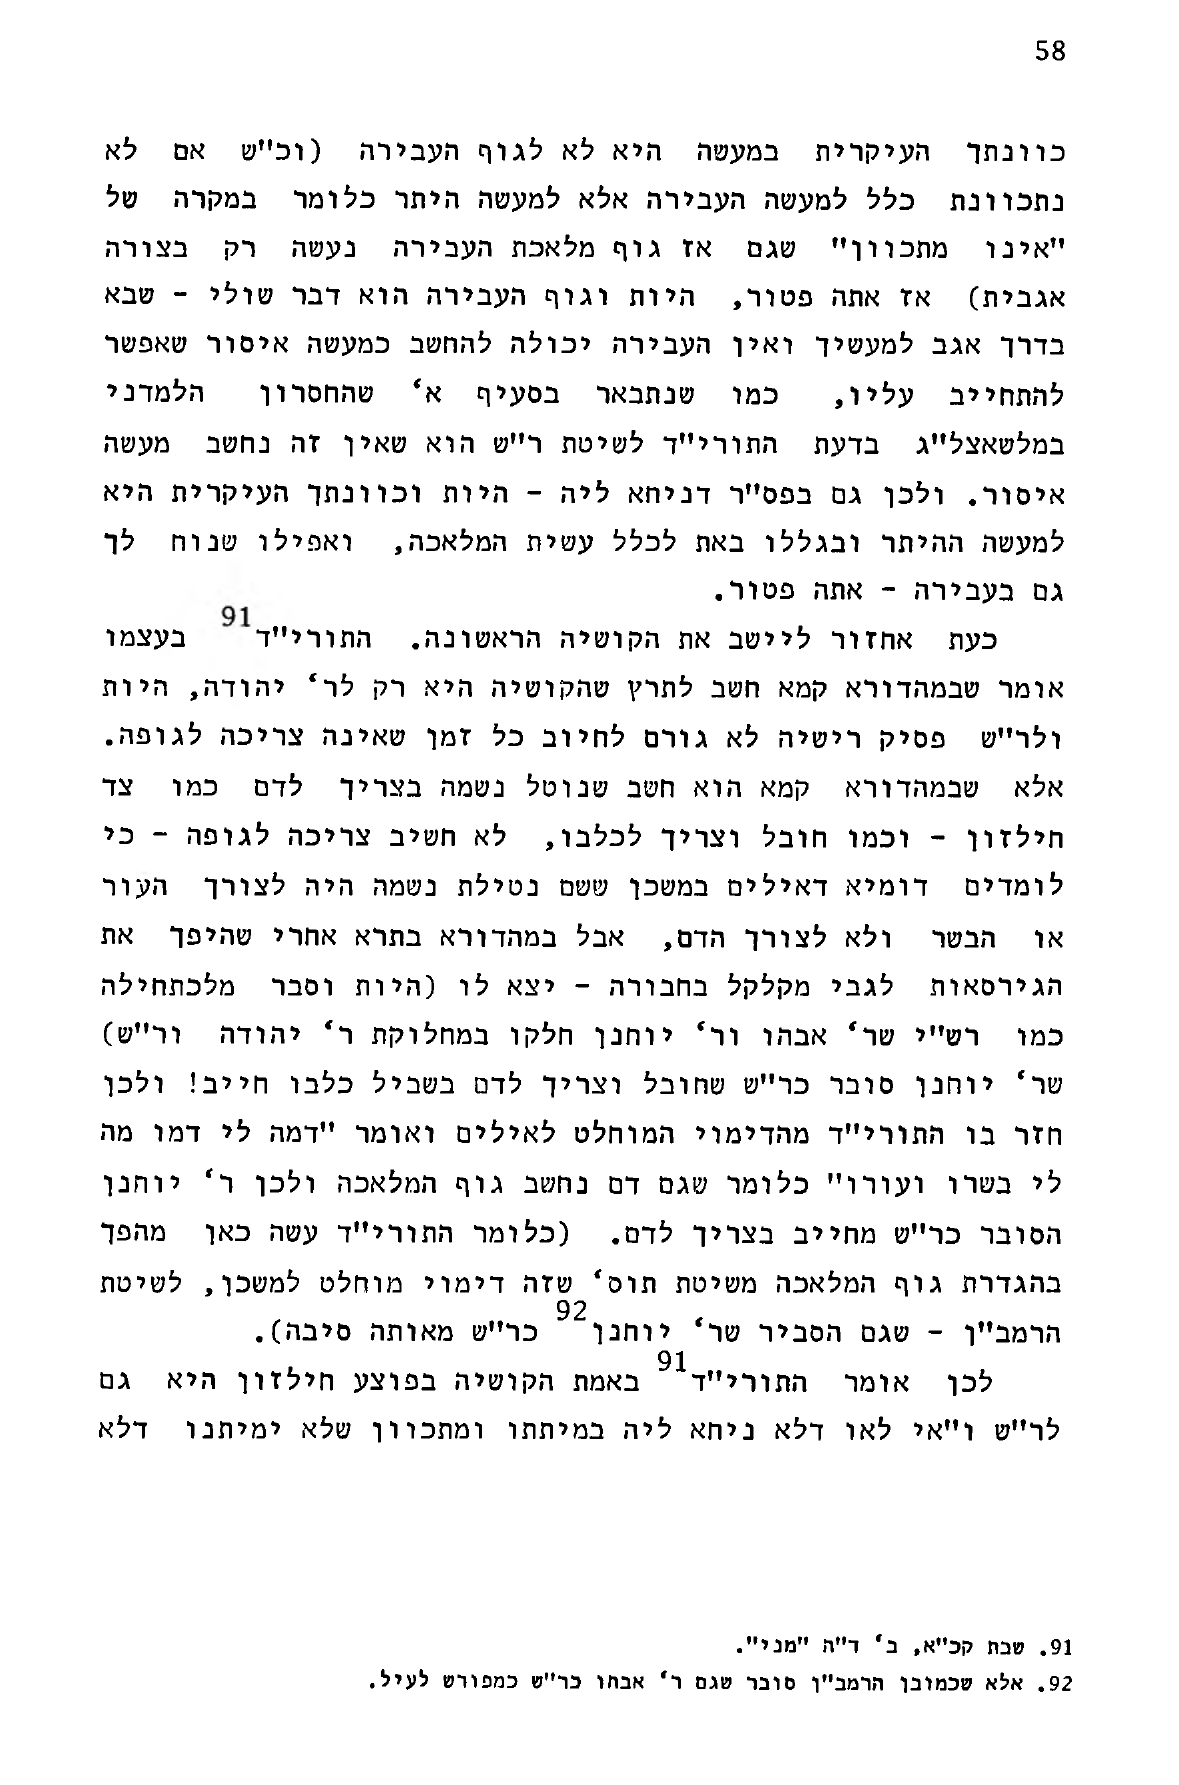 58
כוונתך העיקרית במעשה היא לא לגוף העבירה (וכ"ש אם לא
נתכוונת כלל למעשה העבירה אלא למעשה היתר כלומר במקרה של
"אינו מתכוון" שגם אז גוף מלאכת העבירה נעשה רק בצורה
אגבית) אז אתה פטור, היות וגוף העבירה הוא דבר שולי - שבא
בדרך אגב למעשיך ואין העבירה יכולה להחשב כמעשה איסור שאפשר
להתחייב עליו, כמו שנתבאר בסעיף א' שהחסרון הלמדני
במלשאצל"ג בדעת התורי"ד לשיטת ר"ש הוא שאין זה נחשב מעשה
איסור. ולכן גם בפס"ר דניחא ליה - היות וכוונתך העיקרית היא
למעשה ההיתר ובגללו באת לכלל עשית המלאכה, ואפילו שנוח לך
גם בעבירה - אתה פטור.
כעת אחזור ליישב את הקושיה הראשונה. התורי"ד91 בעצמו
אומר שבמהדורא קמא חשב לתרץ שהקושיה היא רק לר' יהודה, היות
ולר"ש פסיק רישיה לא גורם לחיוב כל זמן שאינה צריכה לגופה.
אלא שבמהדורא קמא הוא חשב שנוטל נשמה בצריך לדם כמו צד
חילזון - וכמו חובל וצריך לכלבו, לא חשיב צריכה לגופה - כי
לומדים דומיא דאילים במשכן ששם נטילת נשמה היה לצורך העור
או הבשר ולא לצורך הדם, אבל במהדורא בתרא אחרי שהיפך את
הגירסאות לגבי מקלקל בחבורה - יצא לו (היות וסבר מלכתחילה
כמו רש"י שר' אבהו ור' יוחנן חלקו במחלוקת ר' יהודה ור"ש)
שר' יוחנן סובר כר"ש שחובל וצריך לדם בשביל כלבו חייב! ולכן
חזר בו התורי"ד מהדימוי המוחלט לאילים ואומר "דמה לי דמו מה
לי בשרו ועורו" כלומר שגם דם נחשב גוף המלאכה ולכן ר' יוחנן
הסובר כר"ש מחייב בצריך לדם. (כלומר התורי"ד עשה כאן מהפך
בהגדרת גוף המלאכה משיטת תוס' שזה דימוי מוחלט למשכן, לשיטת
הרמב"ן - שגם הסביר שר' יוחנן92 כר"ש מאותה סיבה).
לכן אומר התורי"ד91 באמת הקושיה בפוצע חילזון היא גם
לר"ש ו"אי לאו דלא ניחא ליה במיתתו ומתכוון שלא ימיתנו דלא
91. שבת קכ"א, ב' ד"ה "מני".
92. אלא שכמובן הרמב"ן סובר שגם ר' אבהו כר"ש כמפורש לעיל.